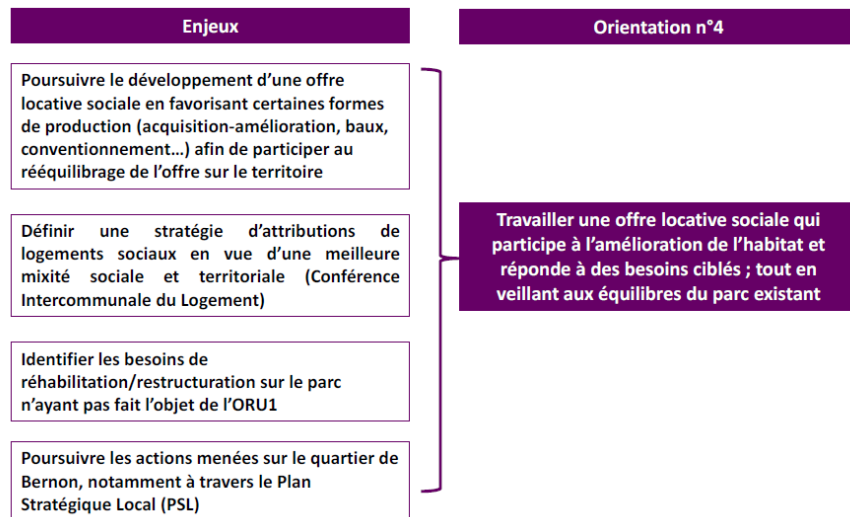 Enjeux
Poursuivre le développement d'une offre
locative sociale en favorisant certaines formes
de production (acquisition-amélioration, baux,
conventionnement…) afin de participer au
rééquilibrage de l'offre sur le territoire
Définir une stratégie d'attributions de
logements sociaux en vue d'une meilleure
mixité sociale et territoriale (Conférence
Intercommunale du Logement)
Identifier les besoins de
réhabilitation/restructuration sur le parc
n'ayant pas fait l'objet de l'ORU1
Poursuivre les actions menées sur le quartier de
Bernon, notamment à travers le Plan
Stratégique Local (PSL)
Orientation n°4
Travailler une offre locative sociale qui
participe à l'amélioration de l'habitat et
réponde à des besoins ciblés ; tout en
veillant aux équilibres du parc existant